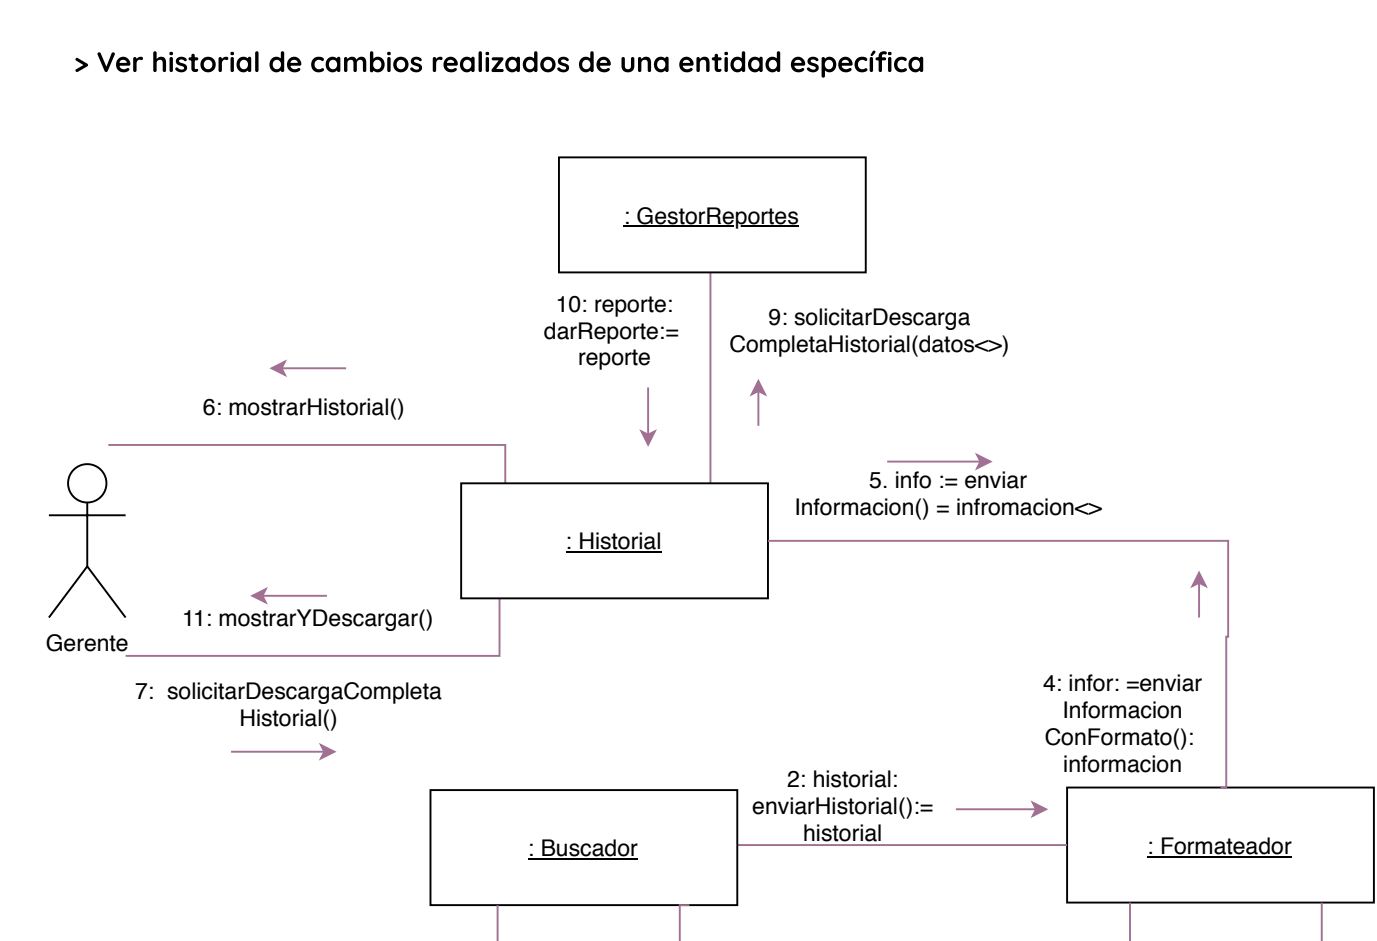 > Ver historial de cambios realizados de una entidad específica
: GestorReportes
10: reporte:
darReporte:=
reporte
9: solicitarDescarga
CompletaHistorial(datos<>)
6: mostrarHistorial()
5. info := enviar
Informacion() = infromacion<>
: Historial
11: mostrarYDescargar()
Gerente
7:  solicitarDescargaCompleta
Historial()
4: infor: =enviar
Informacion
ConFormato():
informacion
2: historial:
enviarHistorial():=
historial
: Buscador
: Formateador